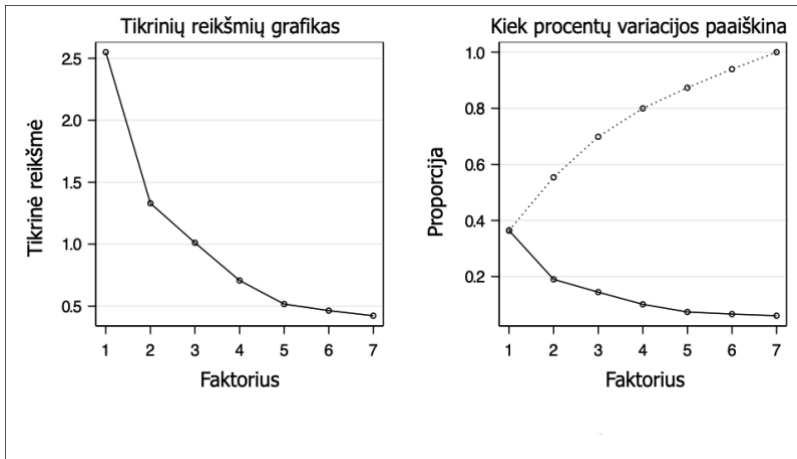 Tikrinių reikšmių grafikas
Tikrinė reikšmė
2.5
2.0
1.5
1.0
0.5
1 2 3 4 5 6 7
Faktorius
Kiek procentų variacijos paaiškina
Proporcija
1.0
0.8
0.6
0.4
0.2
1 2 3 4 5 6 7
Faktorius